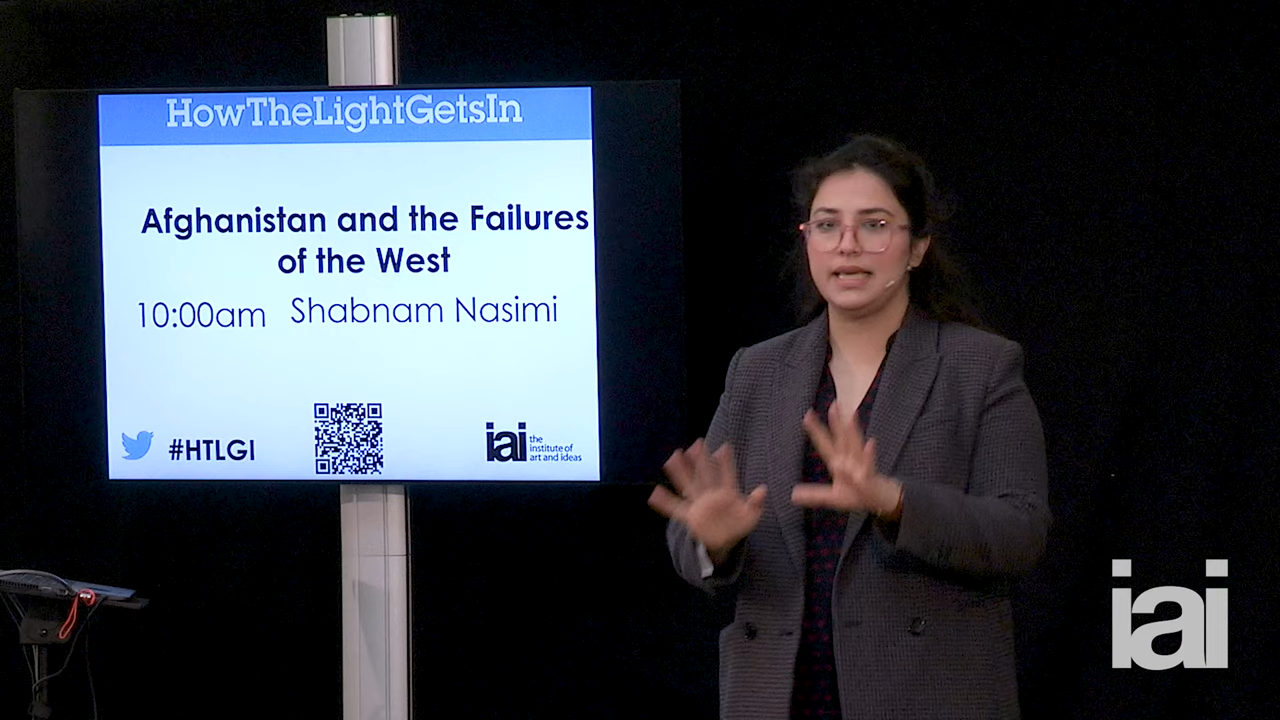 HowTheLightGetsIn
Afghanistan and the Failures
of the West
10:00am Shabnam Nasimi
#HTLGI
iai the
institute of
art and ideas
iai